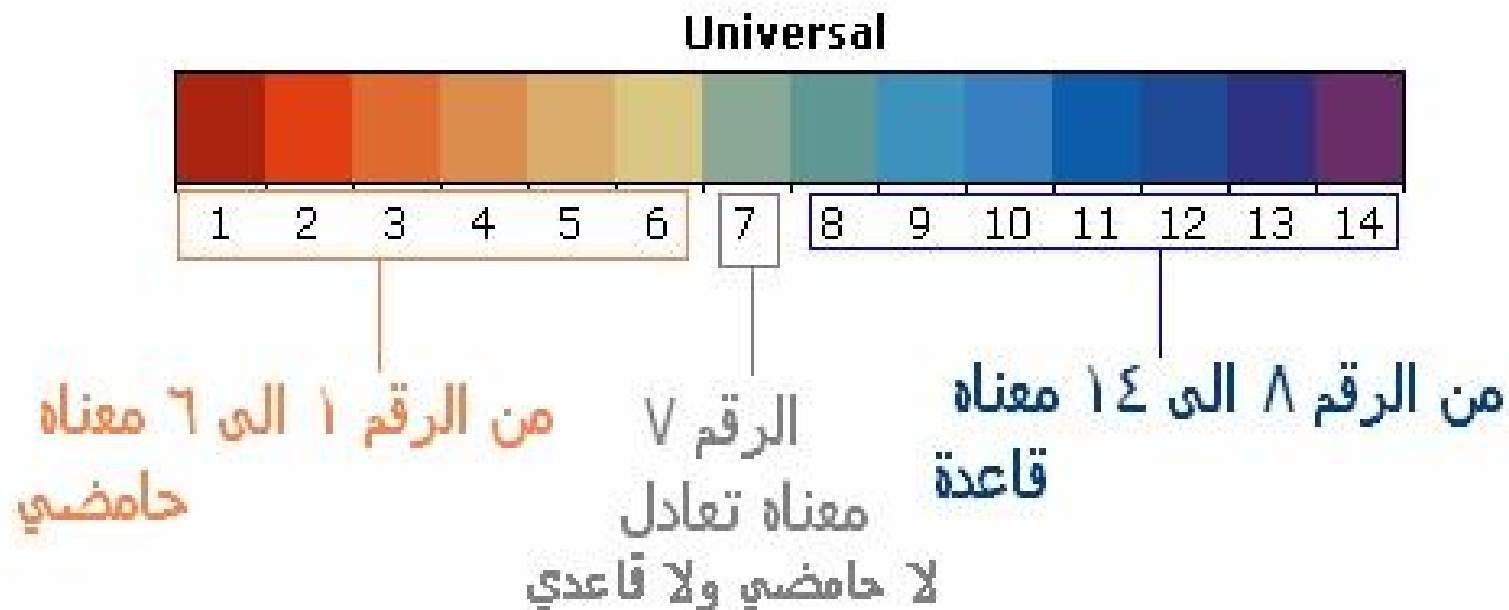 Universal
1 2 3 4 5 6 7 8 9 10 11 12 13 14
من الرقم ١ الى ٦ معناه
حامضي
الرقم ٧
معناه تعادل
لا حامضي ولا قاعدي
من الرقم ٨ الى ١٤ معناه
قاعدة